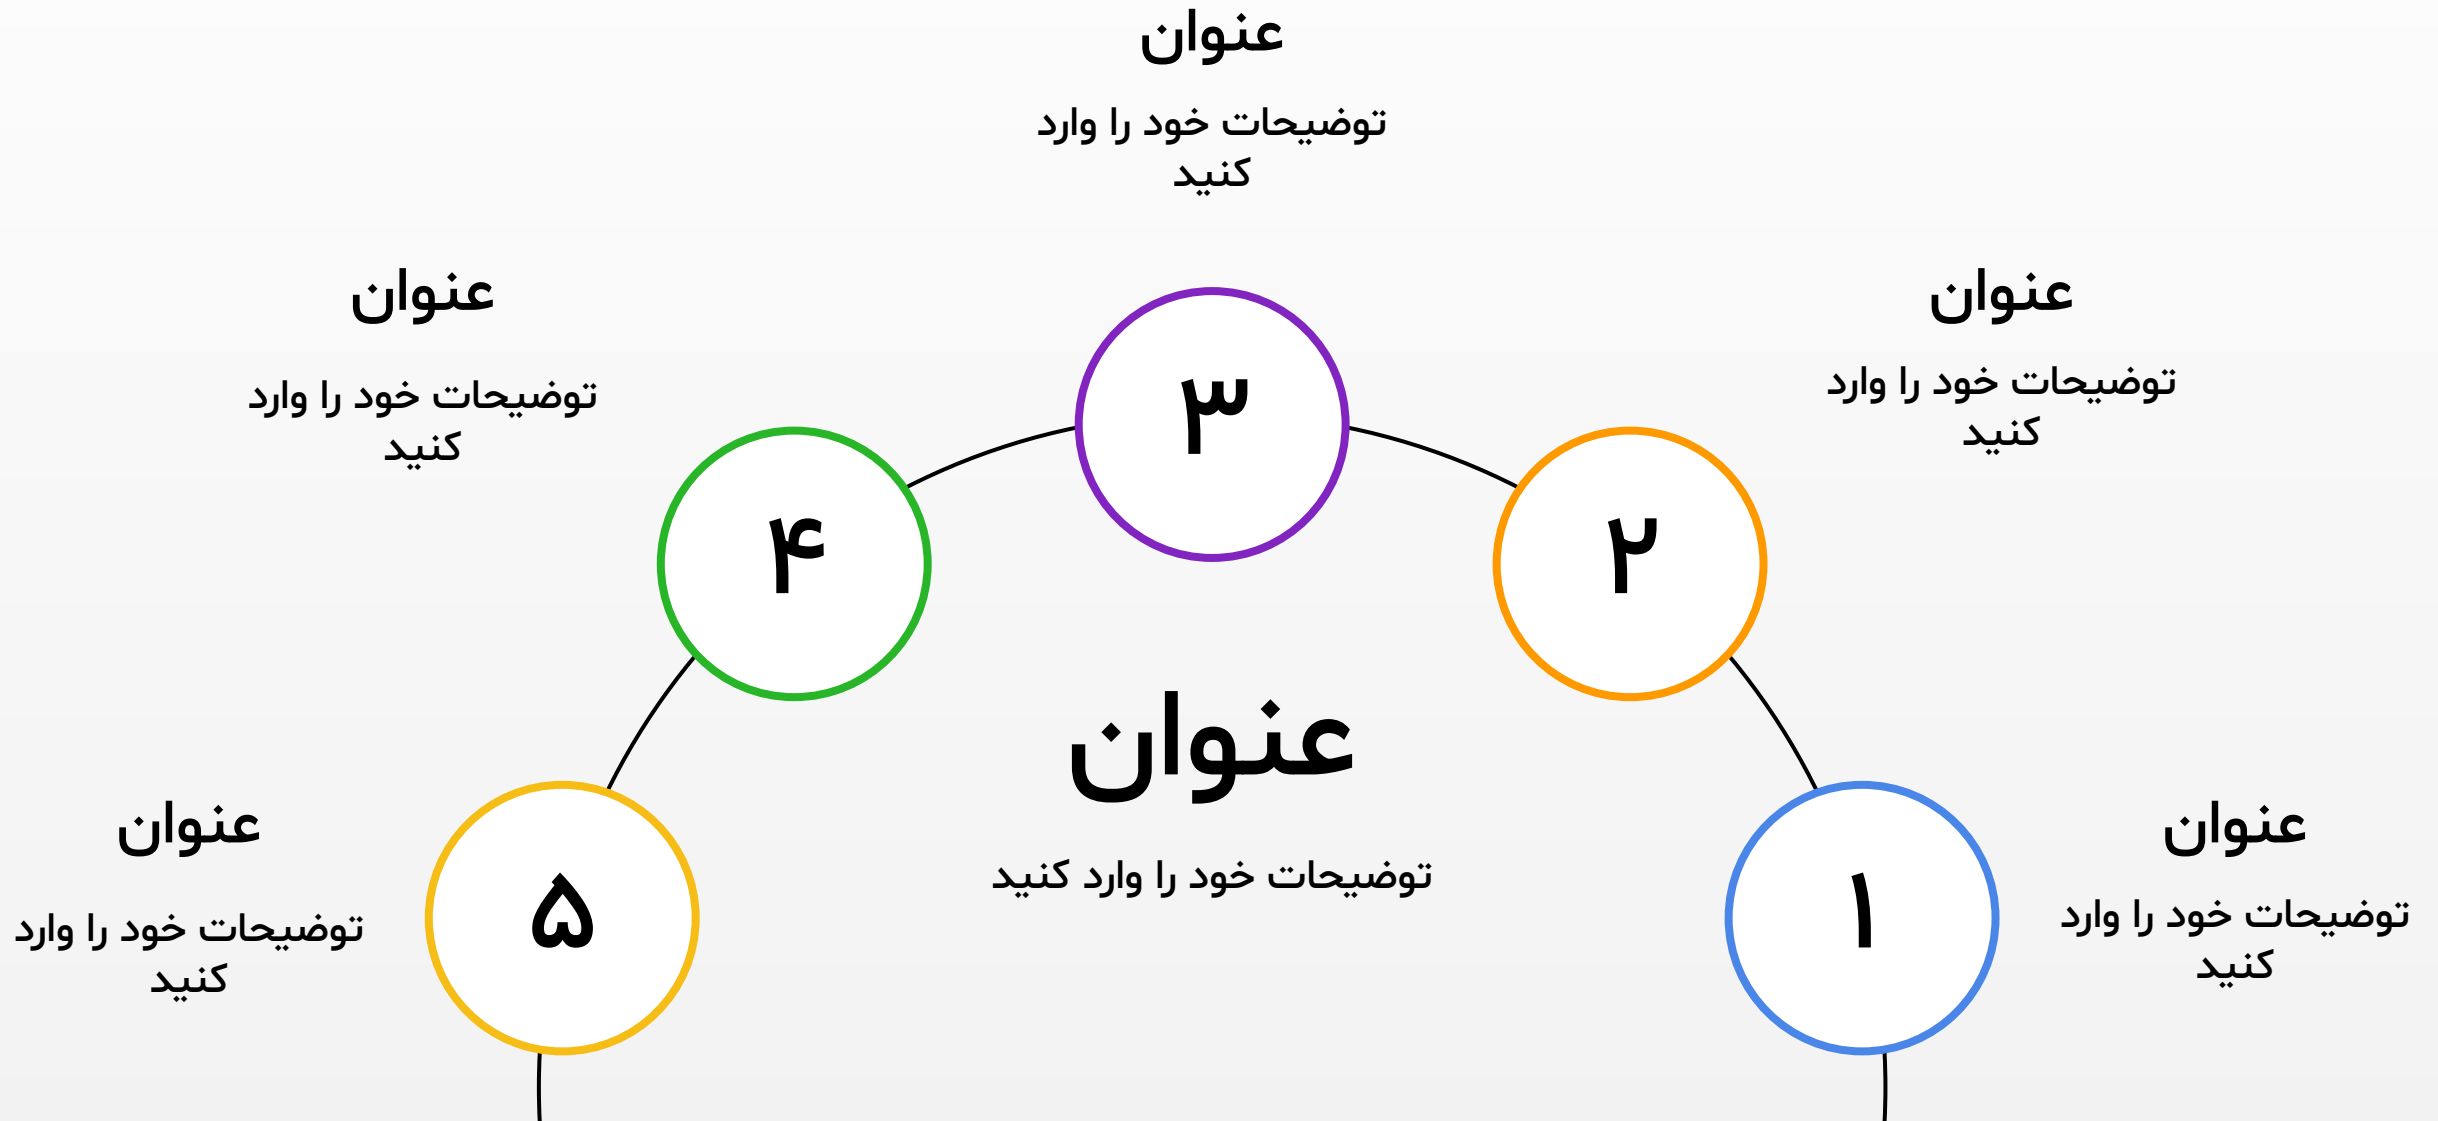 عنوان
توضیحات خود را وارد
کنید
۳
عنوان
توضیحات خود را وارد
کنید
۲
عنوان
توضیحات خود را وارد
کنید
۴
عنوان
توضیحات خود را وارد کنید
عنوان
توضیحات خود را وارد
کنید
۱
عنوان
توضیحات خود را وارد
کنید
۵